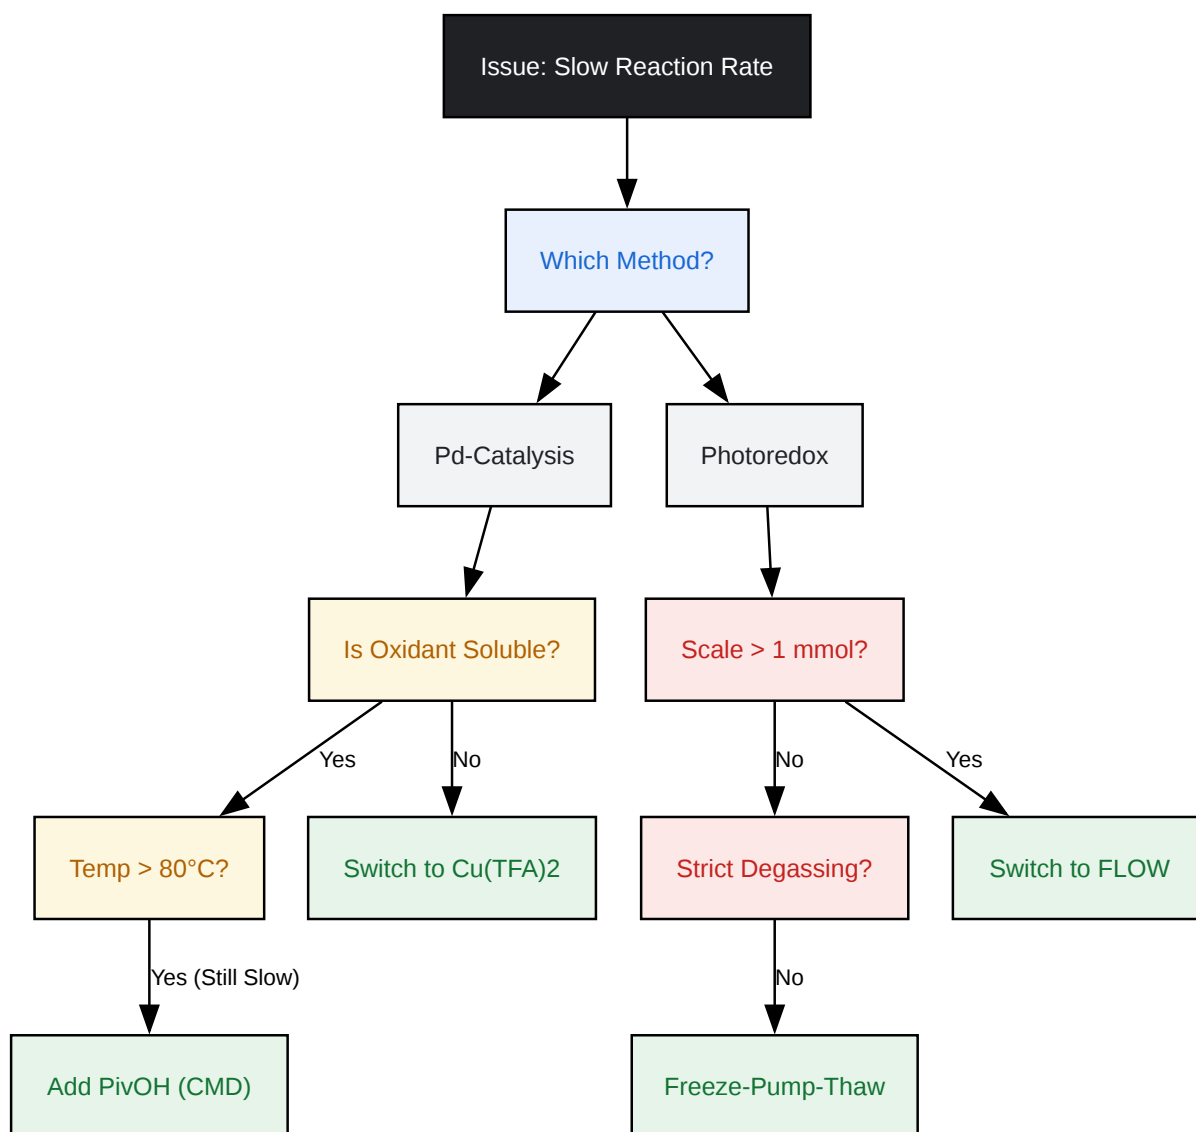 Issue: Slow Reaction Rate
Which Method?
Pd-Catalysis
Photoredox
Is Oxidant Soluble?
Scale > 1 mmol?
Yes
No
No
Yes
Temp > 80°C?
Switch to Cu(TFA)2
Strict Degassing?
Switch to FLOW
Yes (Still Slow)
No
Add PivOH (CMD)
Freeze-Pump-Thaw